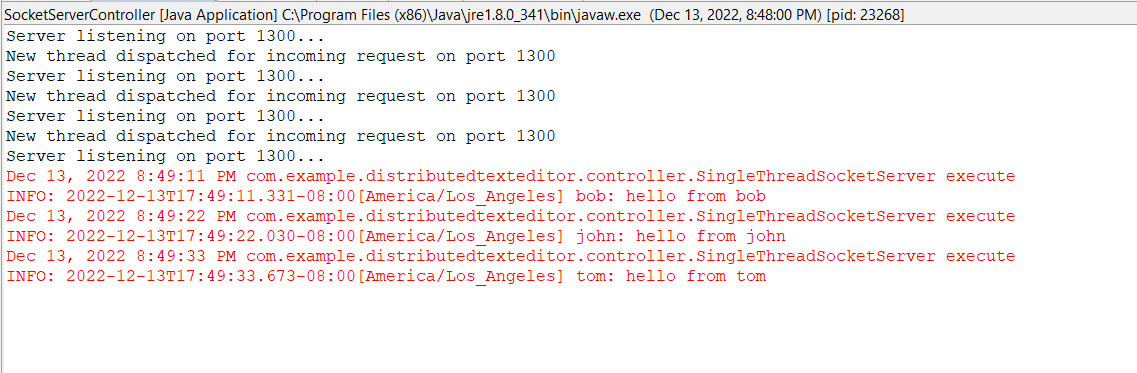 SocketServerController [Java Application] C:\Program Files (x86)\Java\jre1.8.0_341\bin\javaw.exe  (Dec 13, 2022, 8:48:00 PM) [pid: 23268]
Server listening on port 1300...
New thread dispatched for incoming request on port 1300
Server listening on port 1300...
New thread dispatched for incoming request on port 1300
Server listening on port 1300...
New thread dispatched for incoming request on port 1300
Server listening on port 1300...
Dec 13, 2022 8:49:11 PM com.example.distributedtexteditor.controller.SingleThreadSocketServer execute
INFO: 2022-12-13T17:49:11.331-08:00[America/Los_Angeles] bob: hello from bob
Dec 13, 2022 8:49:22 PM com.example.distributedtexteditor.controller.SingleThreadSocketServer execute
INFO: 2022-12-13T17:49:22.030-08:00[America/Los_Angeles] john: hello from john
Dec 13, 2022 8:49:33 PM com.example.distributedtexteditor.controller.SingleThreadSocketServer execute
INFO: 2022-12-13T17:49:33.673-08:00[America/Los_Angeles] tom: hello from tom